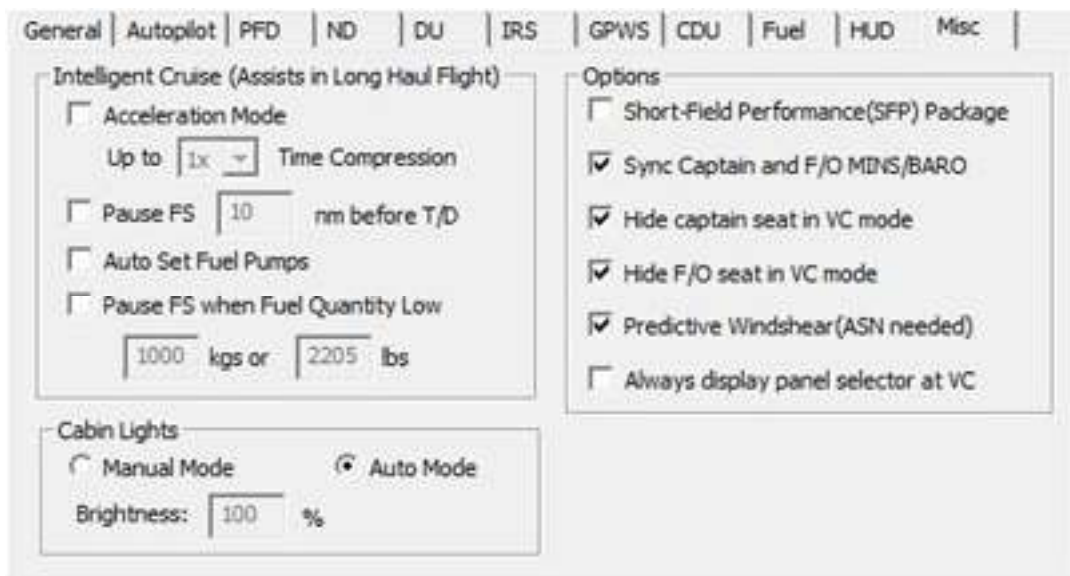 General Autopilot PFD ND DU IRS GPWS CDU Fuel HUD Misc
Intelligent Cruise (Assists in Long Haul Flight)
Acceleration Mode
Up to 1x Time Compression
Pause FS 10 nm before T/D
Auto Set Fuel Pumps
Pause FS when Fuel Quantity Low
1000 kgs or 2205 lbs
Cabin Lights
Manual Mode Auto Mode
Brightness: 100 %
Options
Short-Field Performance(SFP) Package
Sync Captain and F/O MINS/BARO
Hide captain seat in VC mode
Hide F/O seat in VC mode
Predictive Windshear(ASN needed)
Always display panel selector at VC